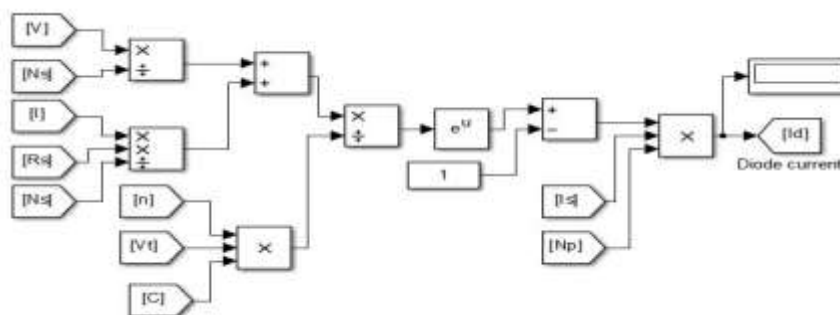 [V]
[Ns]
[I]
[Rs]
[Ns]
×
÷
×
×
÷
+
+
[n]
[Vt]
[C]
×
×
÷
e^u
1
+
−
[Is]
[Np]
×
[Id]
Diode current